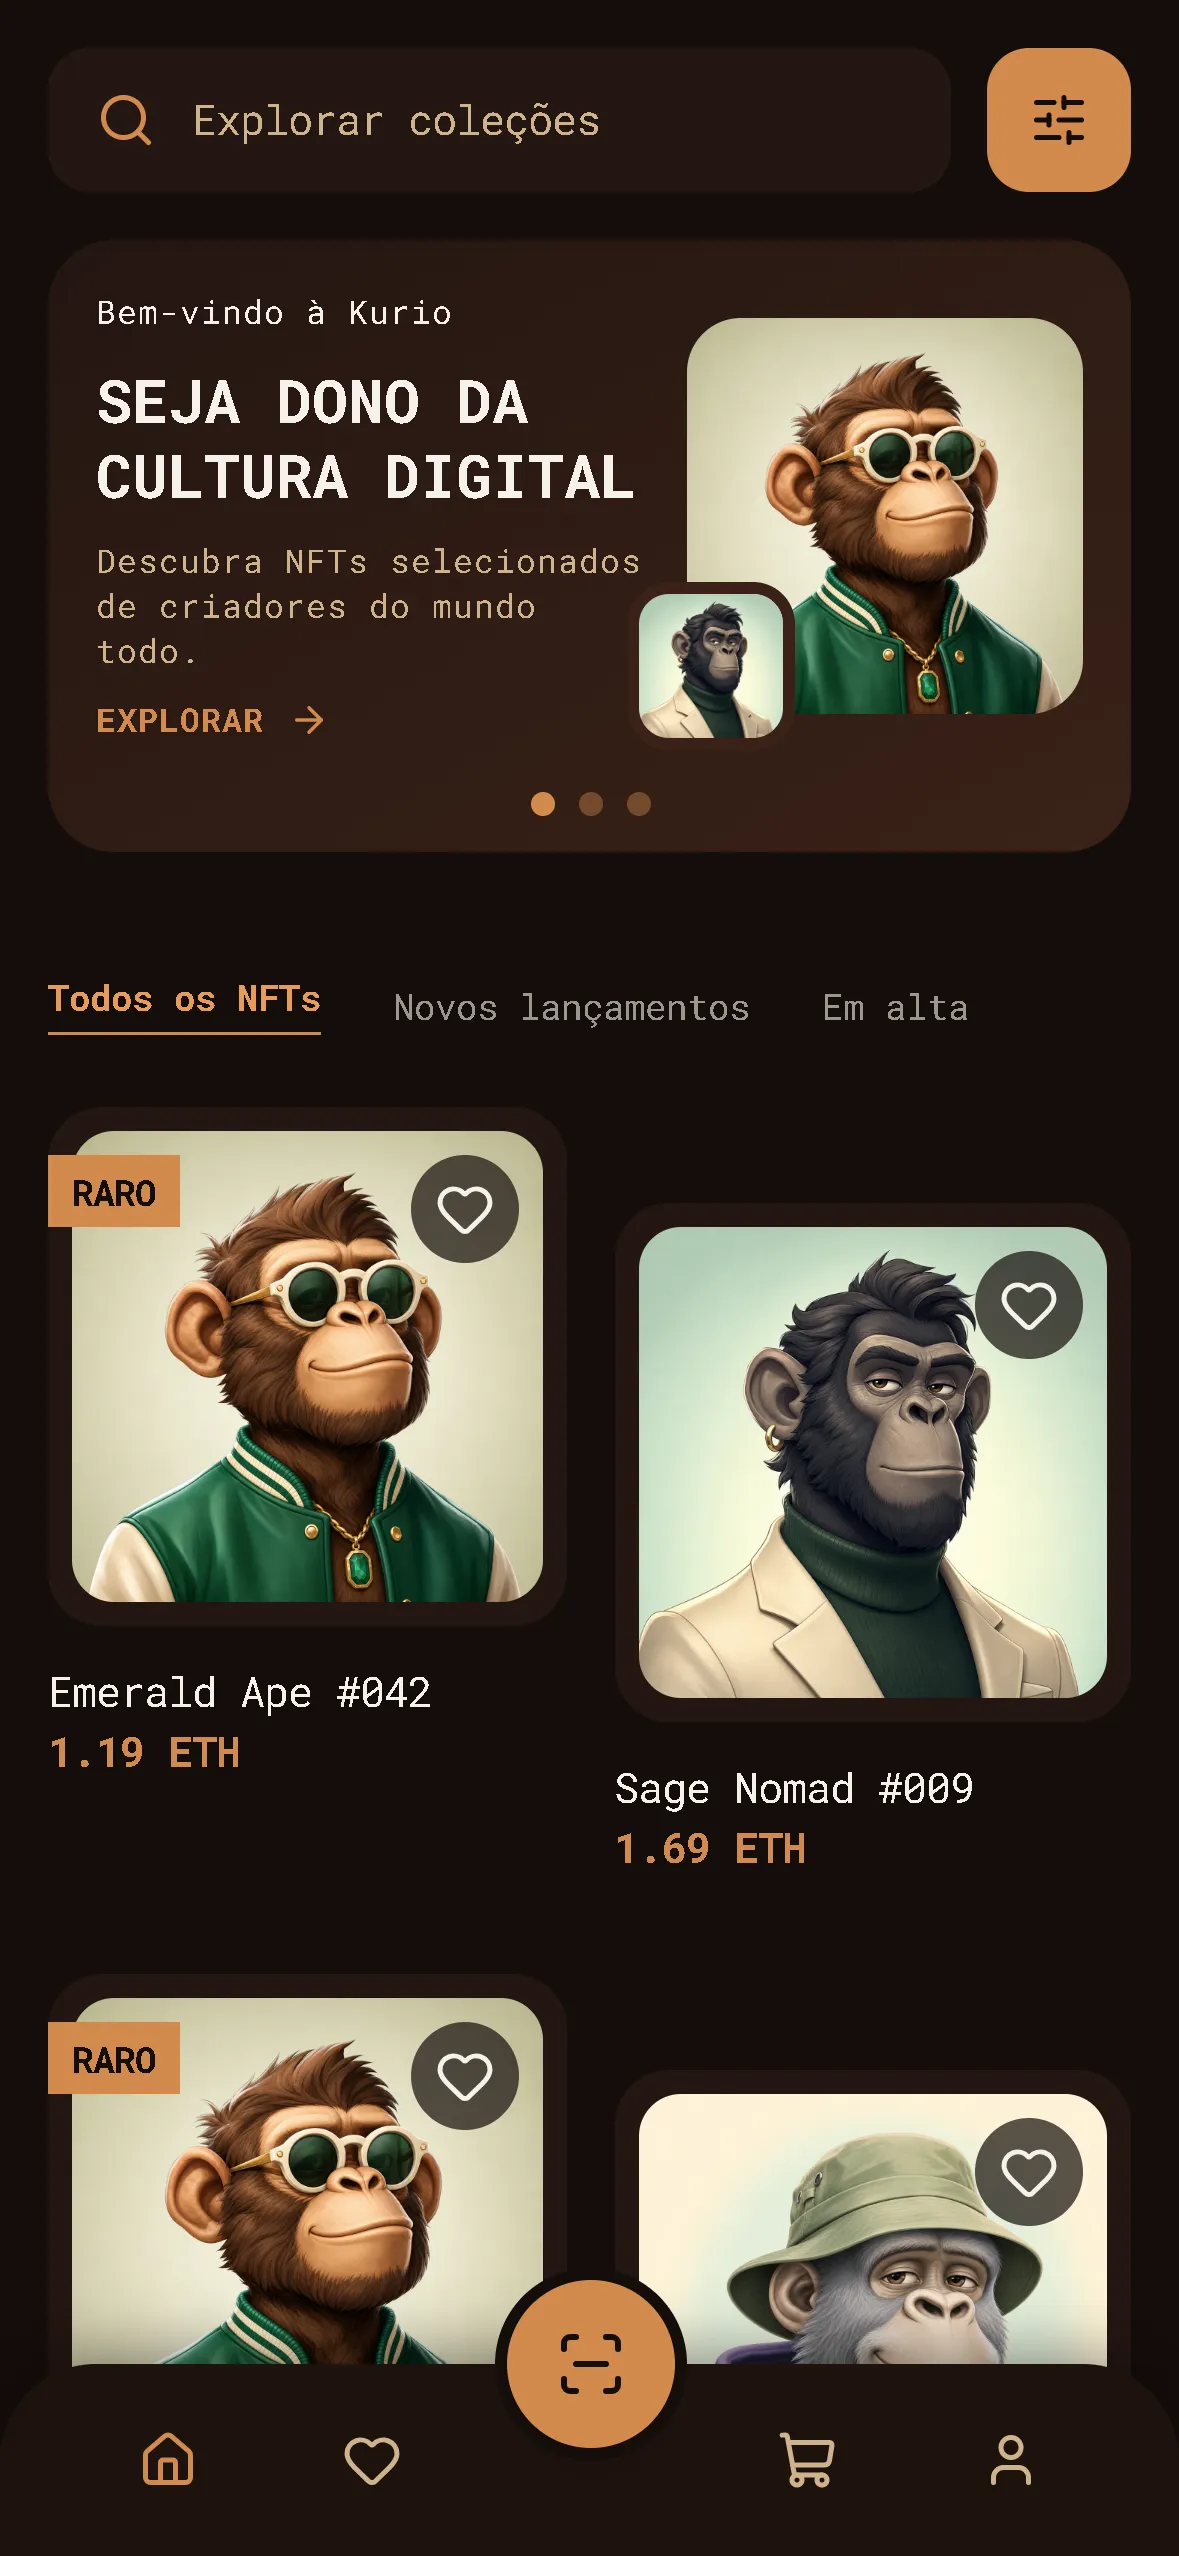 Explorar coleções
Bem-vindo à Kurio
SEJA DONO DA
CULTURA DIGITAL
Descubra NFTs selecionados
de criadores do mundo
todo.
EXPLORAR
Todos os NFTs
Novos lançamentos
Em alta
RARO
Emerald Ape #042
1.19 ETH
Sage Nomad #009
1.69 ETH
RARO